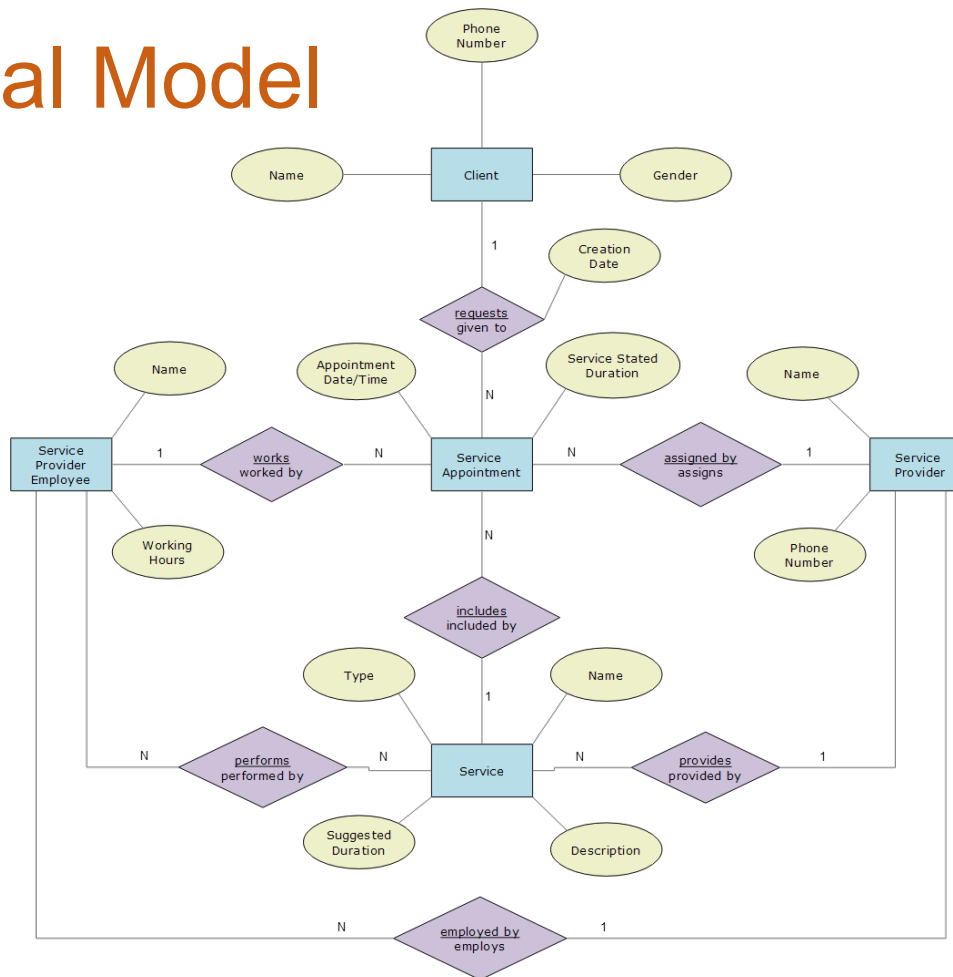 al Model
Phone
Number
Name
Client
Gender
1
Creation
Date
requests
given to
Appointment
Date/Time
Service Stated
Duration
Name
Name
N
Service
Provider
Employee
1
works
worked by
N
Service
Appointment
N
assigned by
assigns
1
Service
Provider
Working
Hours
N
Phone
Number
includes
included by
Type
Name
1
N
performs
performed by
N
Service
N
provides
provided by
1
Suggested
Duration
Description
N
employed by
employs
1